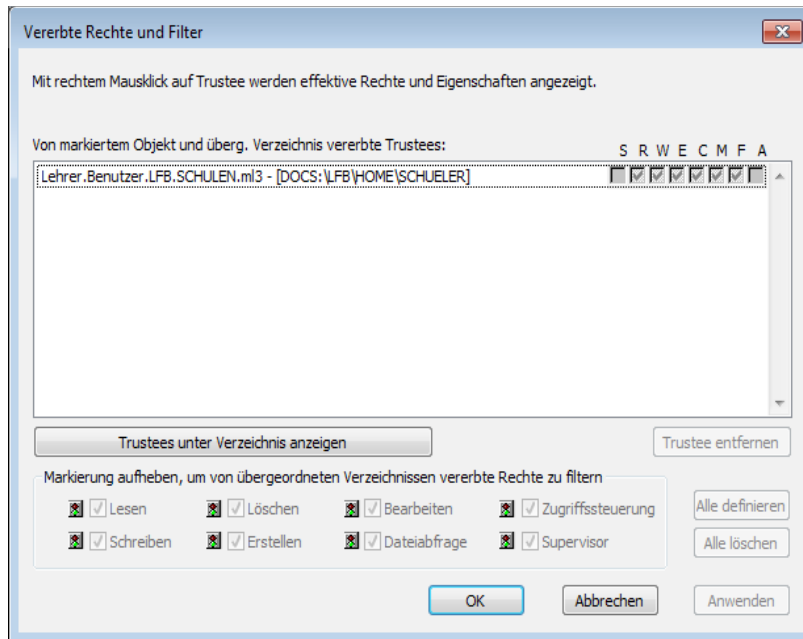 Vererbte Rechte und Filter
Mit rechtem Mausklick auf Trustee werden effektive Rechte und Eigenschaften angezeigt.
Von markiertem Objekt und überg. Verzeichnis vererbte Trustees:
S R W E C M F A
Lehrer.Benutzer.LFB.SCHULEN.ml3 - [DOCS:\LFB\HOME\SCHUELER]
Trustees unter Verzeichnis anzeigen
Trustee entfernen
Markierung aufheben, um von übergeordneten Verzeichnissen vererbte Rechte zu filtern
Lesen Löschen Bearbeiten Zugriffssteuerung
Alle definieren
Schreiben Erstellen Dateiabfrage Supervisor
Alle löschen
OK Abbrechen Anwenden